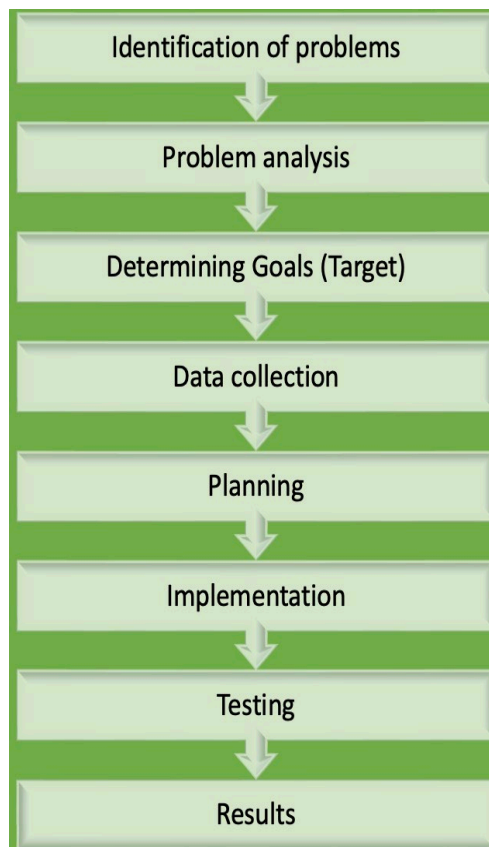 Identification of problems
Problem analysis
Determining Goals (Target)
Data collection
Planning
Implementation
Testing
Results